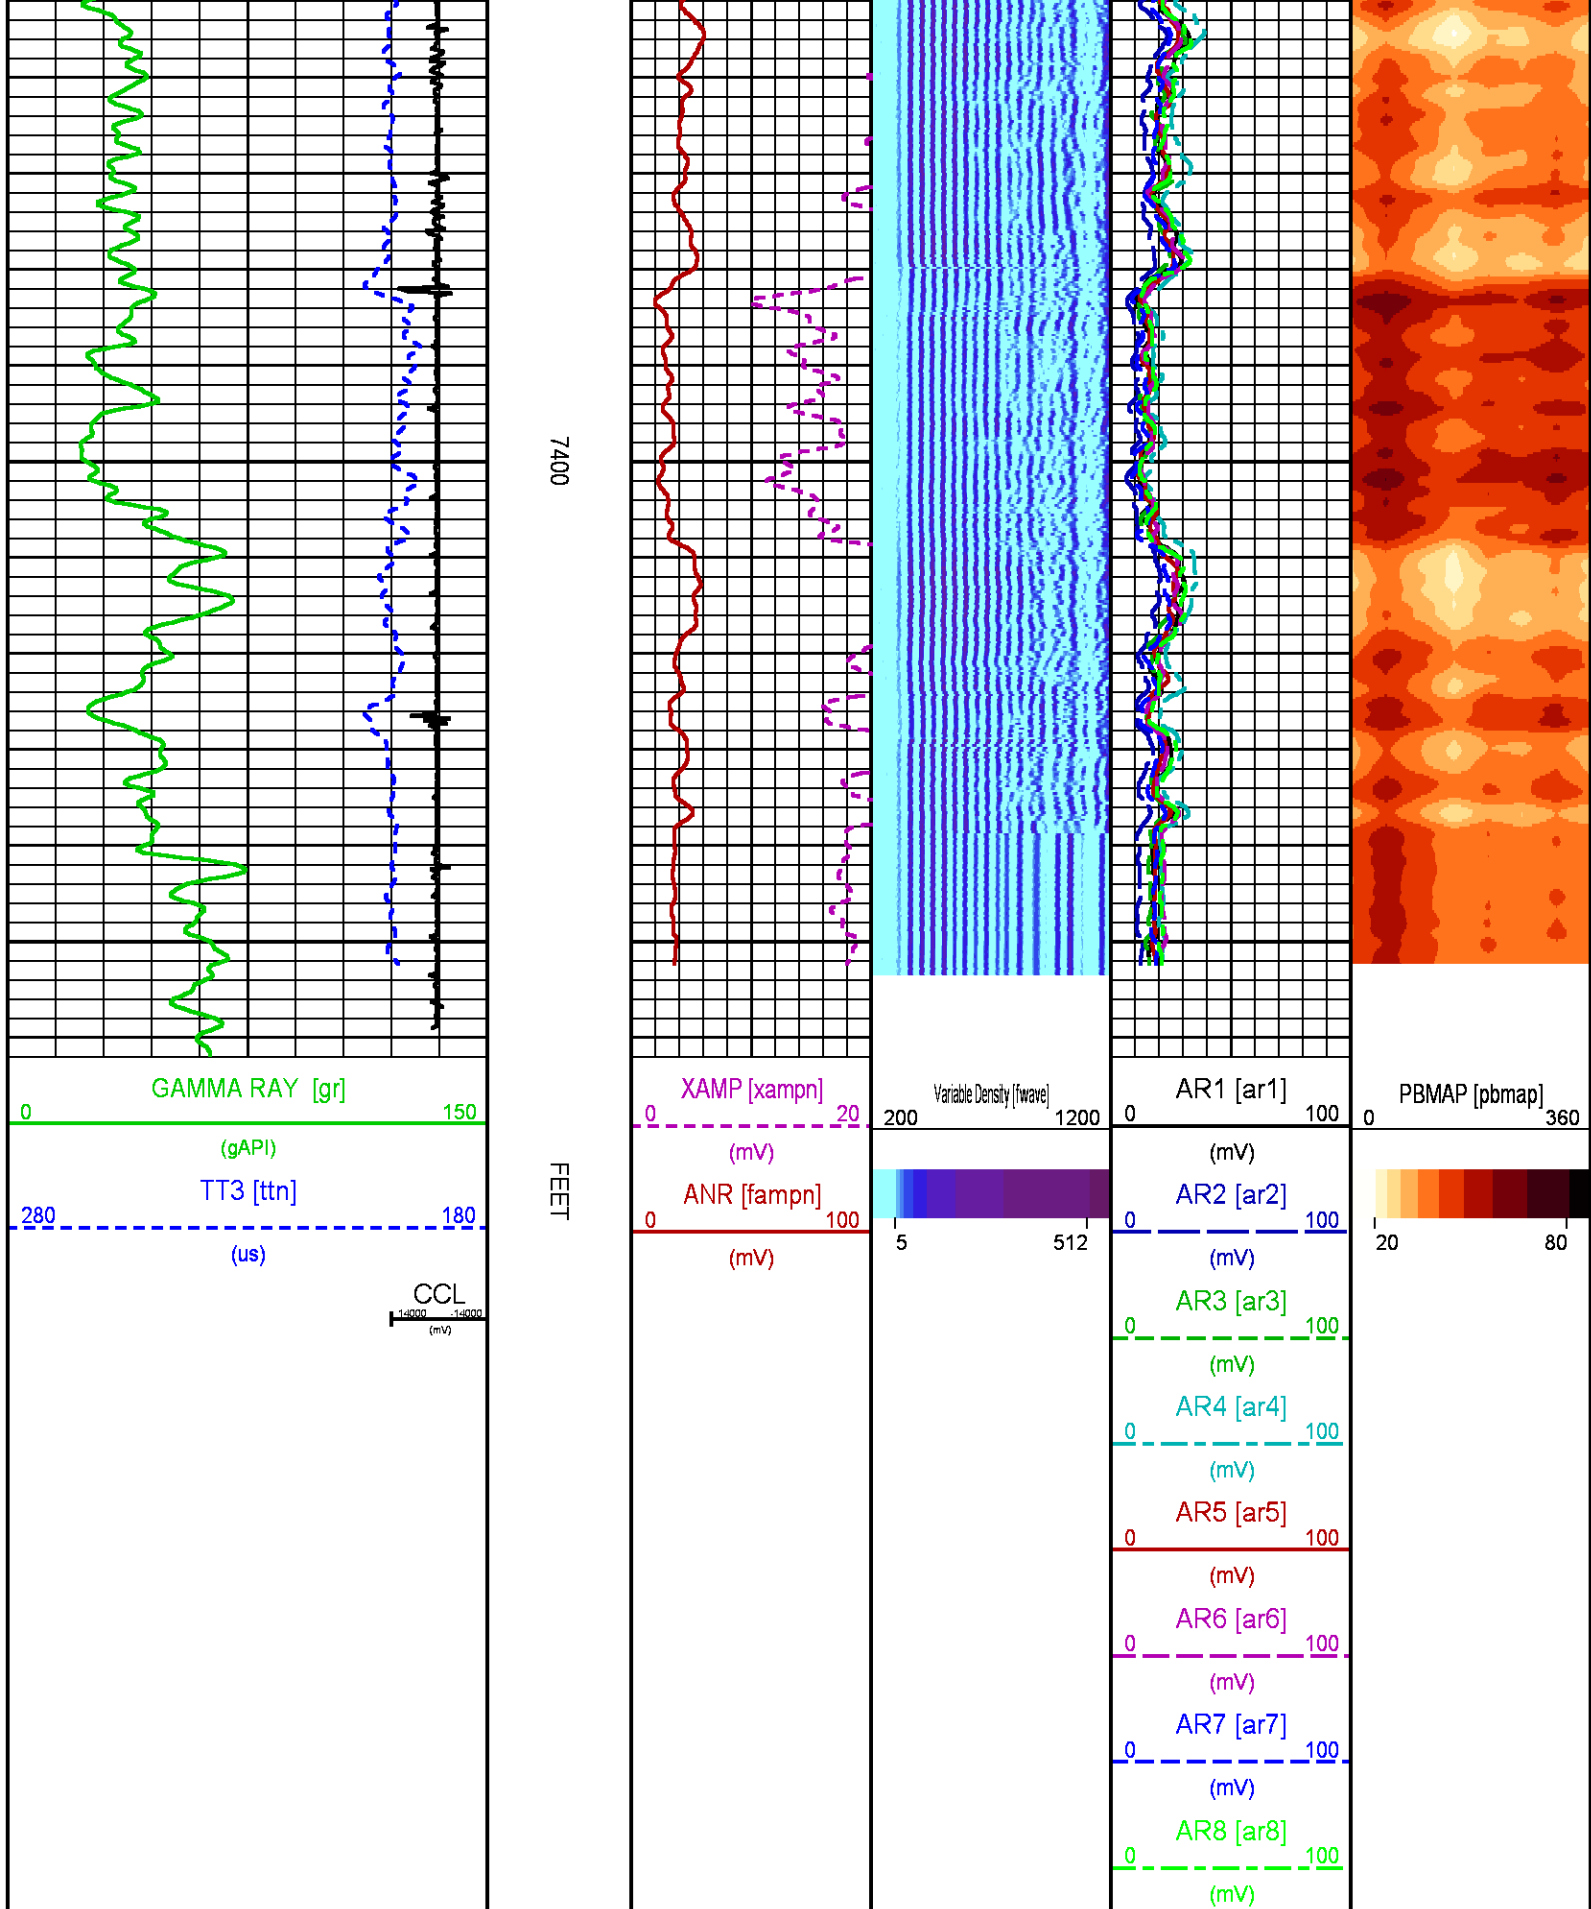 7400
FEET
GAMMA RAY [gr]
0 150
(gAPI)
TT3 [ttn]
280 180
(us)
CCL
14000 -14000
(mV)
XAMP [xampn]
0 20
(mV)
ANR [fampn]
0 100
(mV)
Variable Density [fwave]
200 1200
5 512
AR1 [ar1]
0 100
(mV)
AR2 [ar2]
0 100
(mV)
AR3 [ar3]
0 100
(mV)
AR4 [ar4]
0 100
(mV)
AR5 [ar5]
0 100
(mV)
AR6 [ar6]
0 100
(mV)
AR7 [ar7]
0 100
(mV)
AR8 [ar8]
0 100
(mV)
PBMAP [pbmap]
0 360
20 80